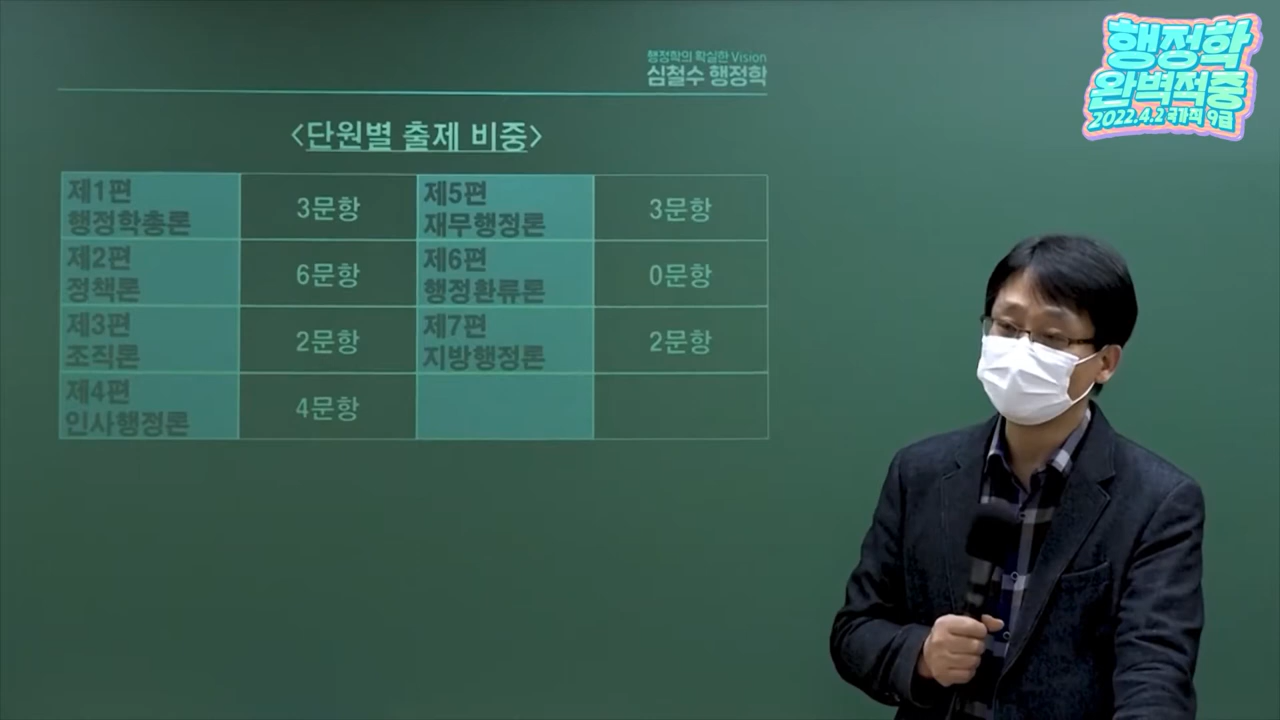 행정학의 확실한 Vision
심철수 행정학
행정학
완벽적중
2022.4.2 국가직 9급
<단원별 출제 비중>
제1편
행정학총론
3문항
제5편
재무행정론
3문항
제2편
정책론
6문항
제6편
행정환류론
0문항
제3편
조직론
2문항
제7편
지방행정론
2문항
제4편
인사행정론
4문항